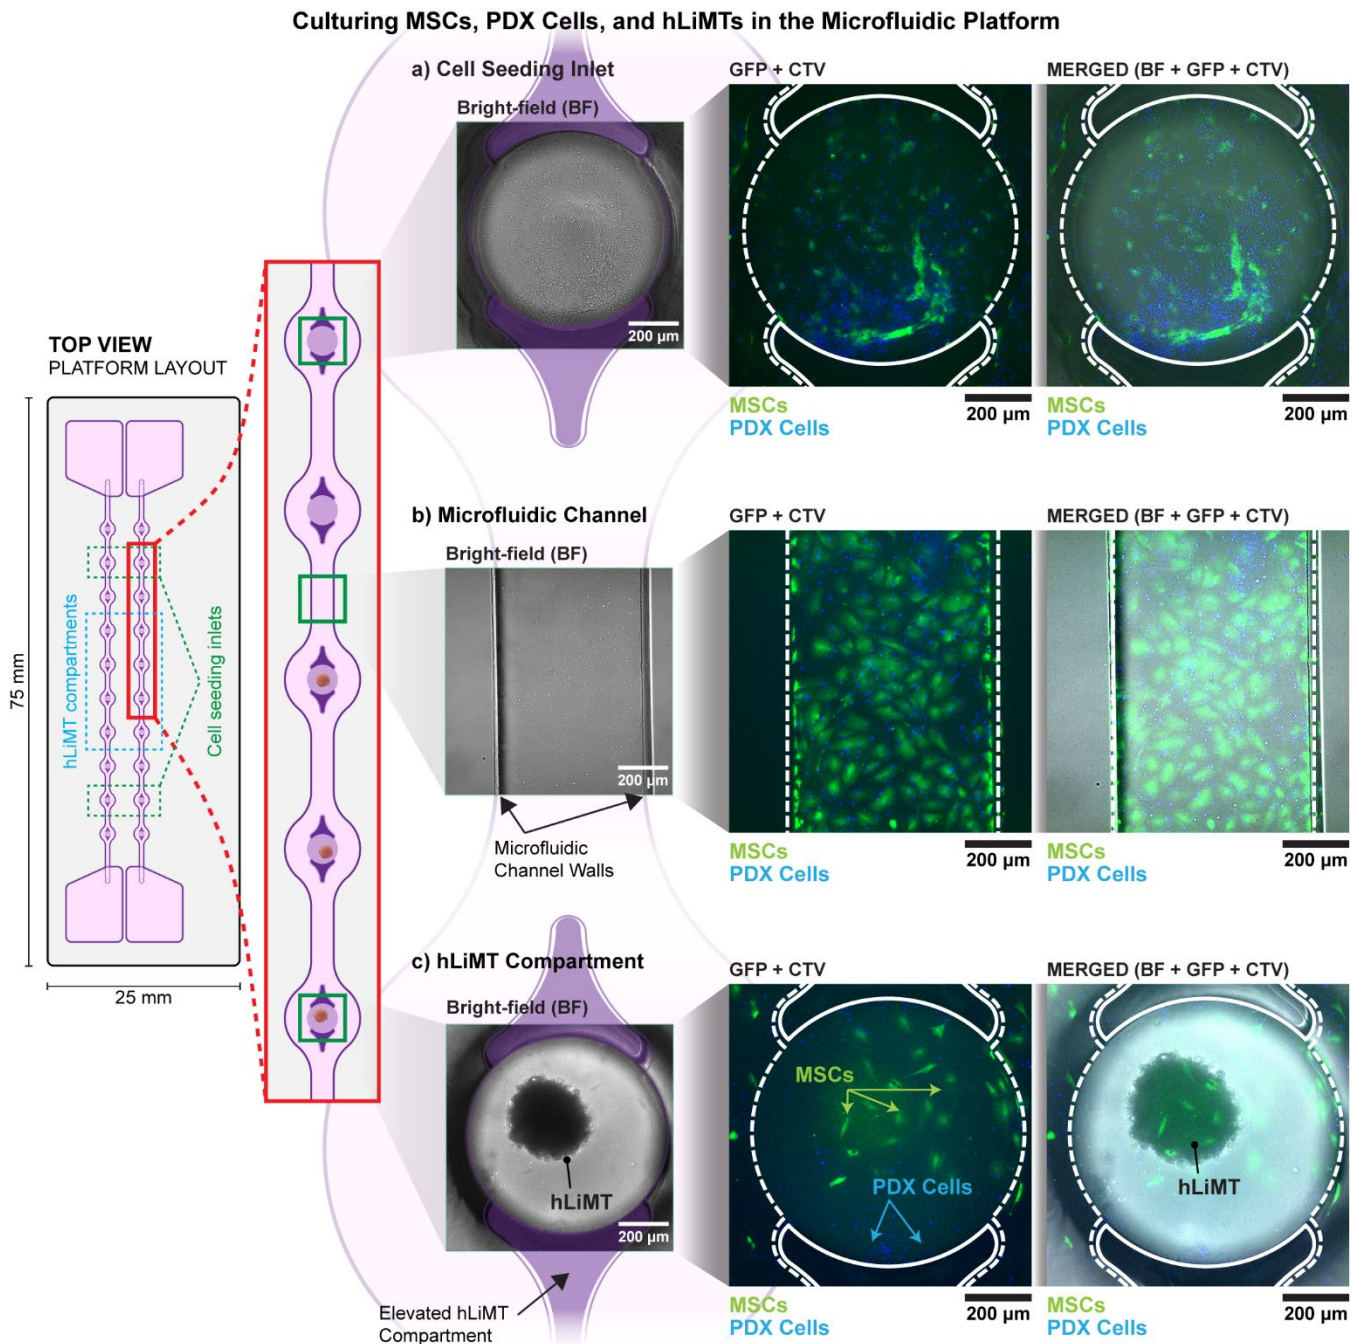 Culturing MSCs, PDX Cells, and hLiMTs in the Microfluidic Platform
a) Cell Seeding Inlet
Bright-field (BF)
GFP + CTV
MERGED (BF + GFP + CTV)
200 µm
MSCs
PDX Cells
200 µm
MSCs
PDX Cells
200 µm
TOP VIEW
PLATFORM LAYOUT
75 mm
25 mm
hLiMT compartments
Cell seeding inlets
b) Microfluidic Channel
Bright-field (BF)
GFP + CTV
MERGED (BF + GFP + CTV)
200 µm
Microfluidic
Channel Walls
MSCs
PDX Cells
200 µm
MSCs
PDX Cells
200 µm
c) hLiMT Compartment
Bright-field (BF)
GFP + CTV
MERGED (BF + GFP + CTV)
hLiMT
200 µm
Elevated hLiMT
Compartment
MSCs
PDX Cells
hLiMT
MSCs
PDX Cells
200 µm
MSCs
PDX Cells
200 µm